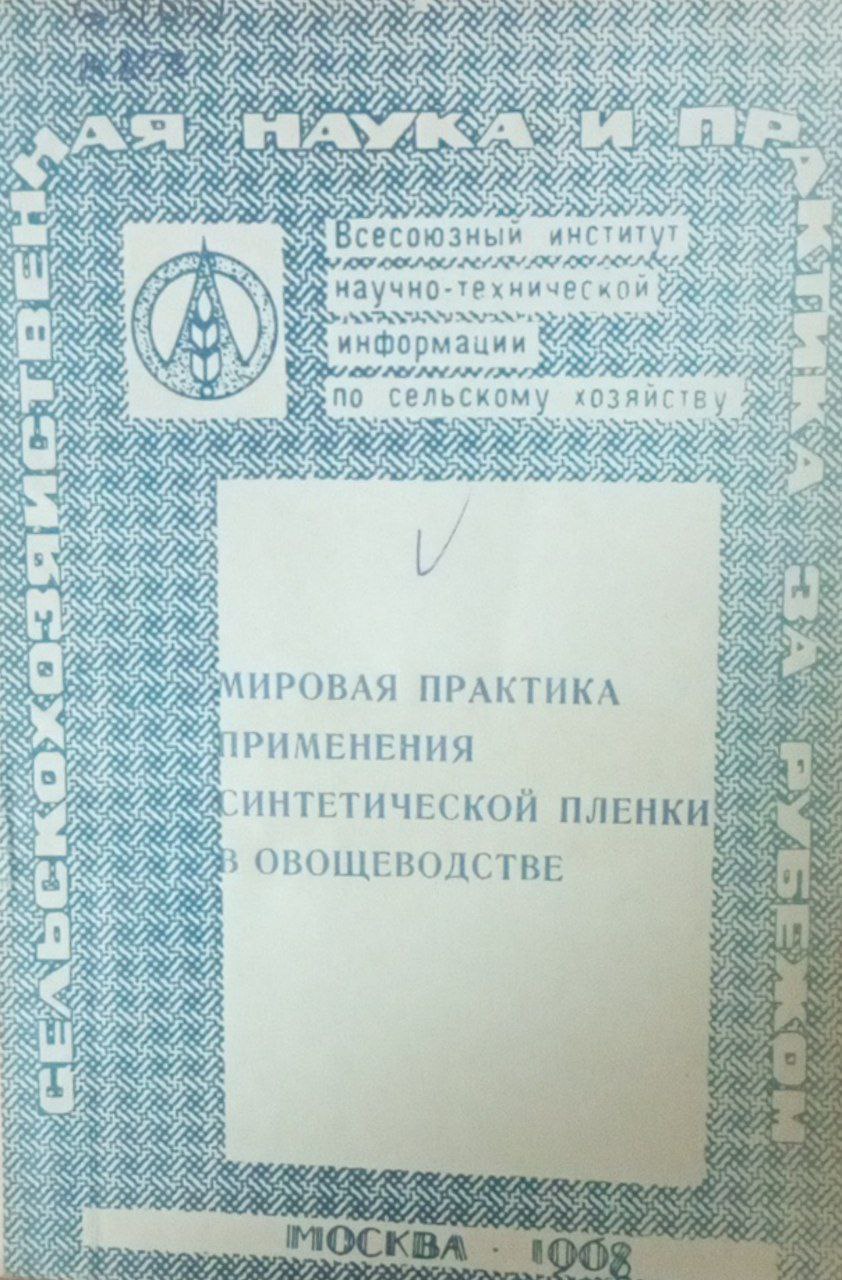 СЕЛЬСКОХОЗЯЙСТВЕННАЯ НАУКА И ПРАКТИКА ЗА РУБЕЖОМ
Всесоюзный институт
научно-технической
информации
по сельскому хозяйству
МИРОВАЯ ПРАКТИКА
ПРИМЕНЕНИЯ
СИНТЕТИЧЕСКОЙ ПЛЕНКИ
В ОВОЩЕВОДСТВЕ
МОСКВА · 1968